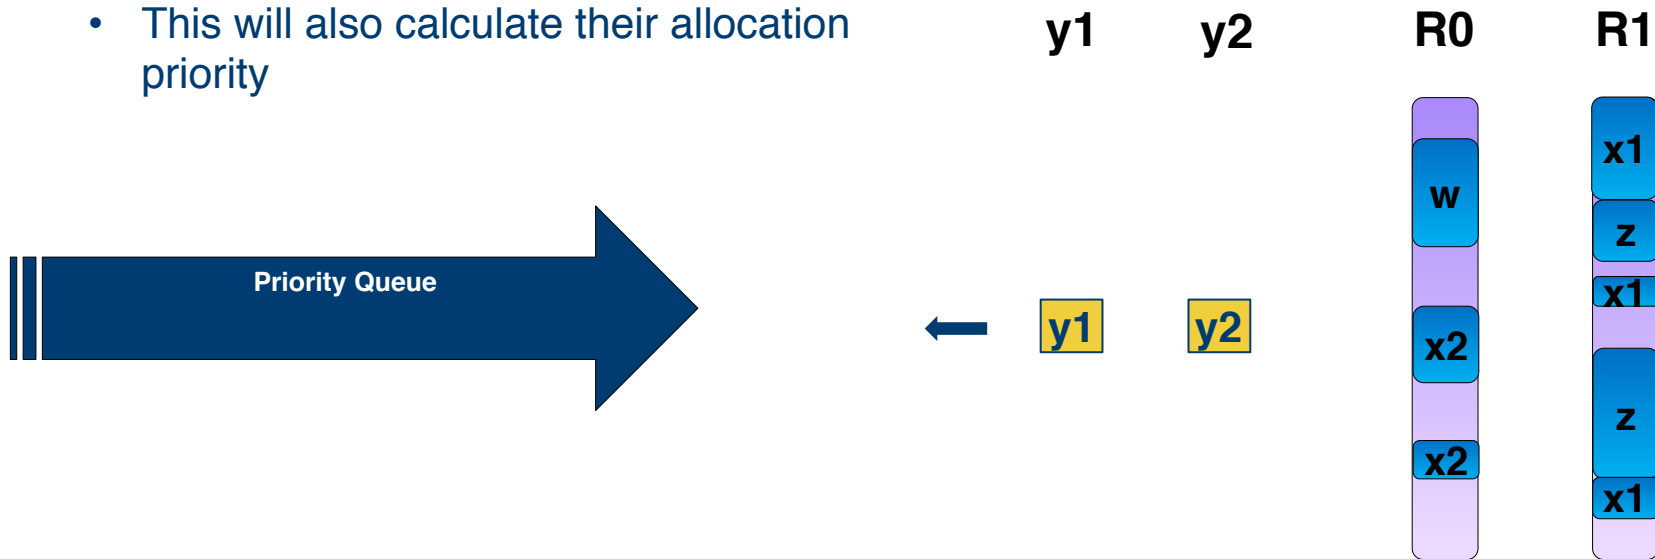 • This will also calculate their allocation
priority
y1 y2 R0 R1
Priority Queue
y1 y2
w
x2
x2
x1
z
x1
z
x1